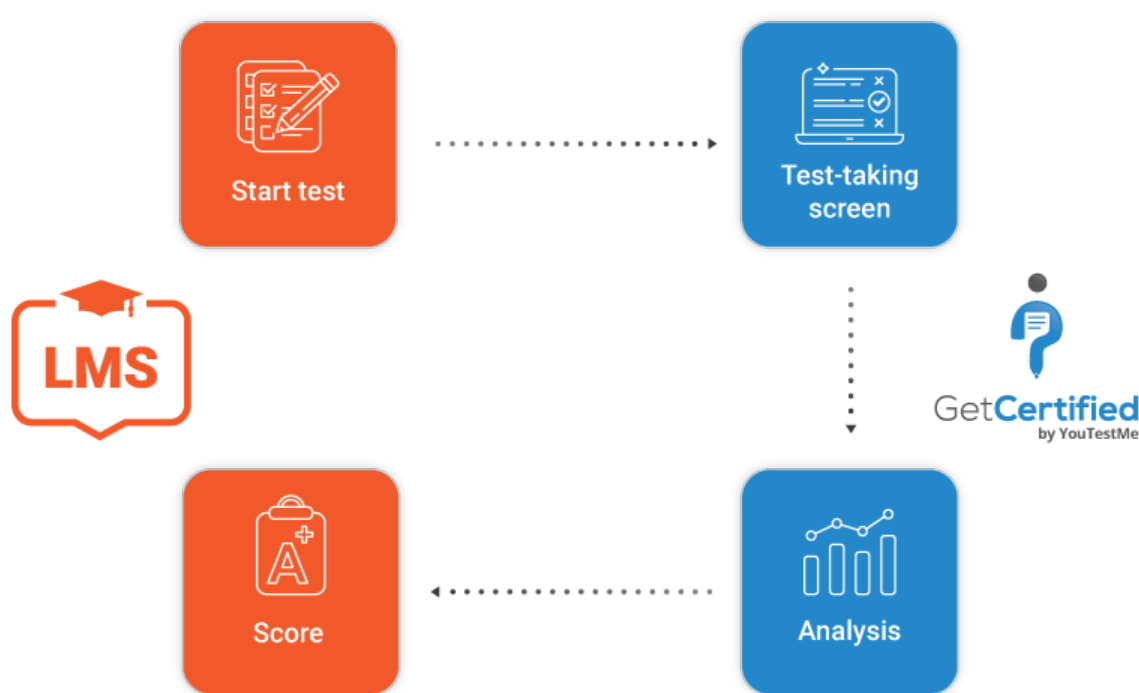 Start test
Test-taking
screen
LMS
GetCertified
by YouTestMe
A+
Score
Analysis